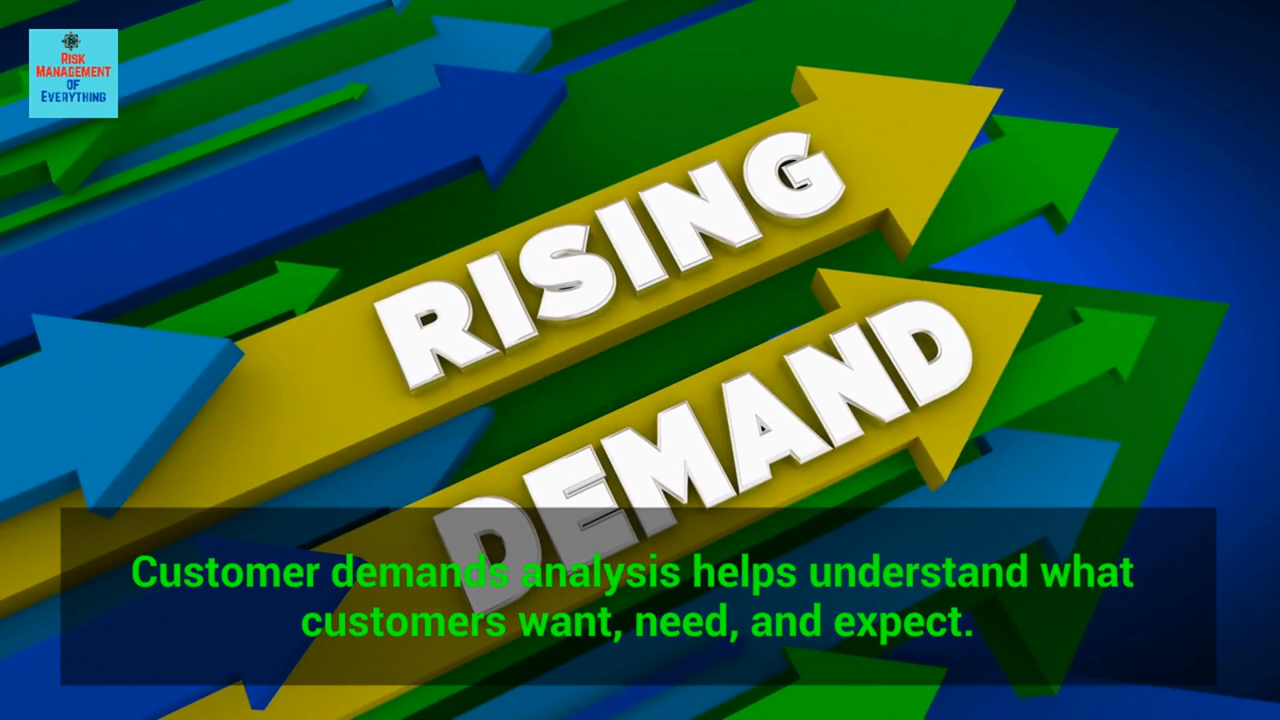 RISK
MANAGEMENT
OF
EVERYTHING
RISING
DEMAND
Customer demands analysis helps understand what
customers want, need, and expect.